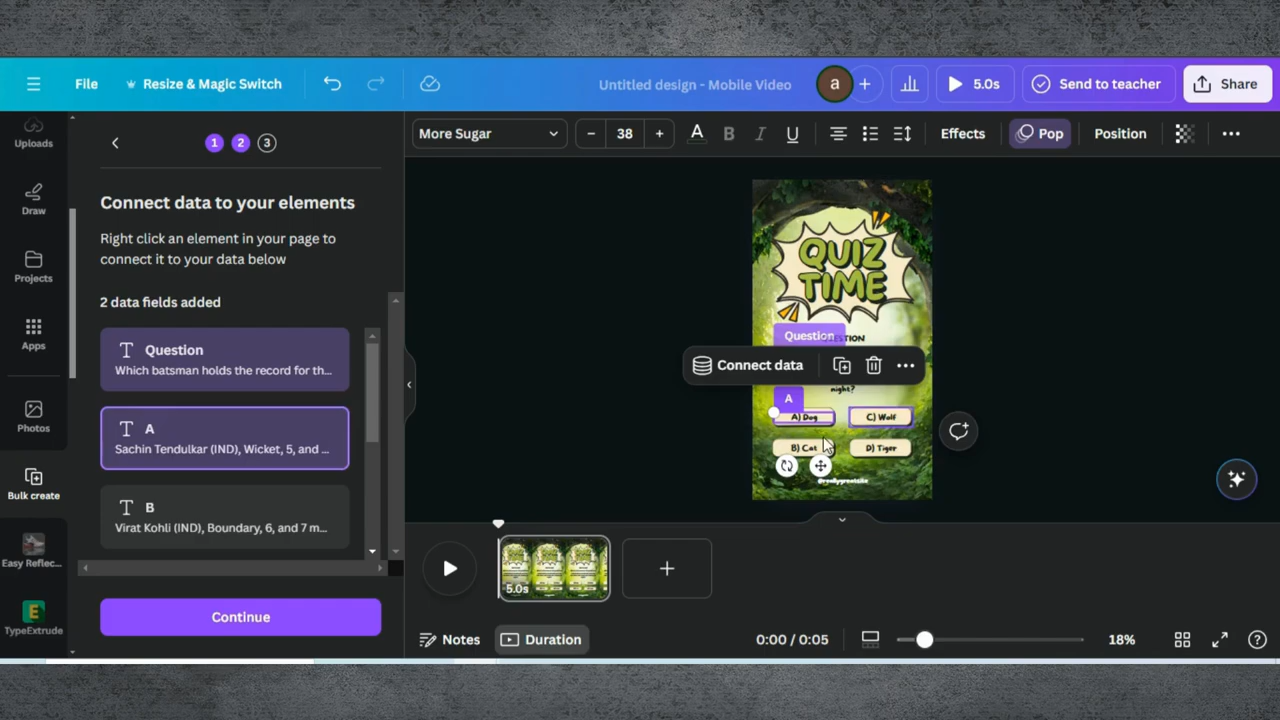 File
Resize & Magic Switch
Untitled design - Mobile Video
a
5.0s
Send to teacher
Share
Uploads
Draw
Projects
Apps
Photos
Bulk create
Easy Reflec...
TypeExtrude
1 2 3
Connect data to your elements
Right click an element in your page to
connect it to your data below
2 data fields added
Question
Which batsman holds the record for th...
A
Sachin Tendulkar (IND), Wicket, 5, and ...
B
Virat Kohli (IND), Boundary, 6, and 7 m...
Continue
More Sugar
38
A B I U
Effects
Pop
Position
QUIZ
TIME
Question
Connect data
night?
A
A) Dog
C) Wolf
B) Cat
D) Tiger
@reallygreatsite
5.0s
Notes
Duration
0:00 / 0:05
18%